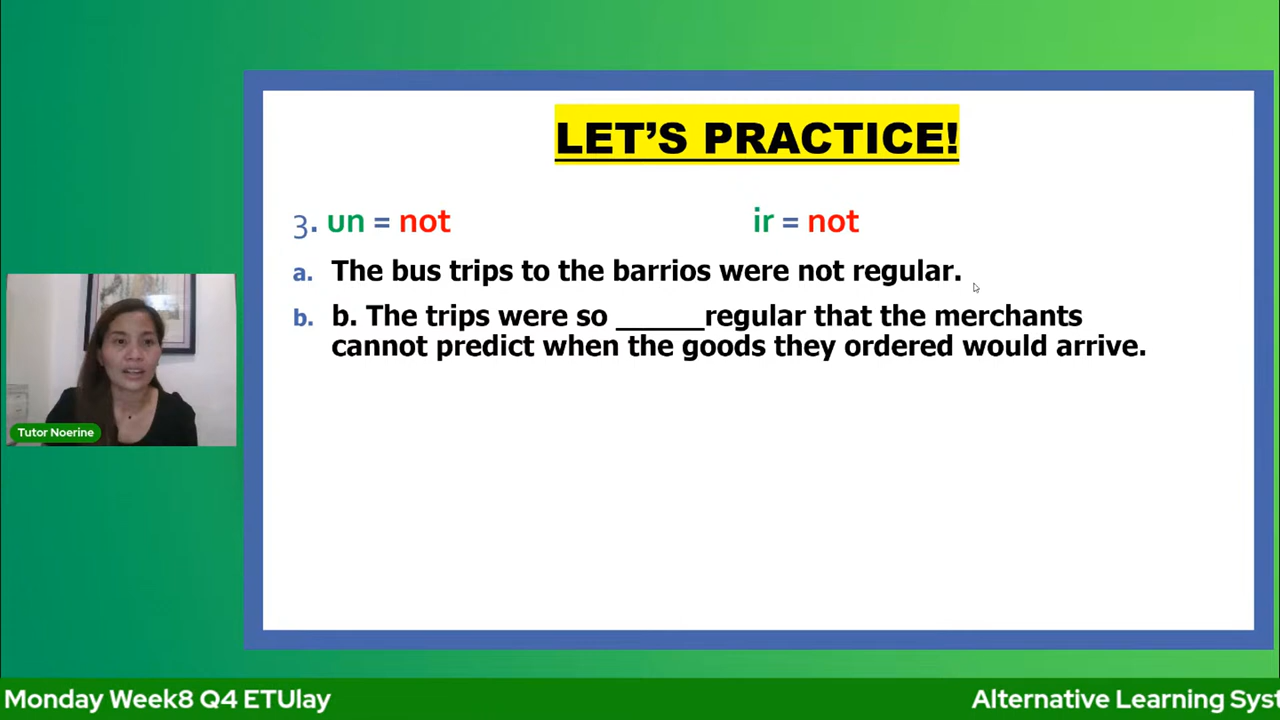 LET’S PRACTICE!
3. un = not ir = not
a. The bus trips to the barrios were not regular.
b. b. The trips were so ______regular that the merchants
cannot predict when the goods they ordered would arrive.
Tutor Noerine
Monday Week8 Q4 ETUlay
Alternative Learning Syst